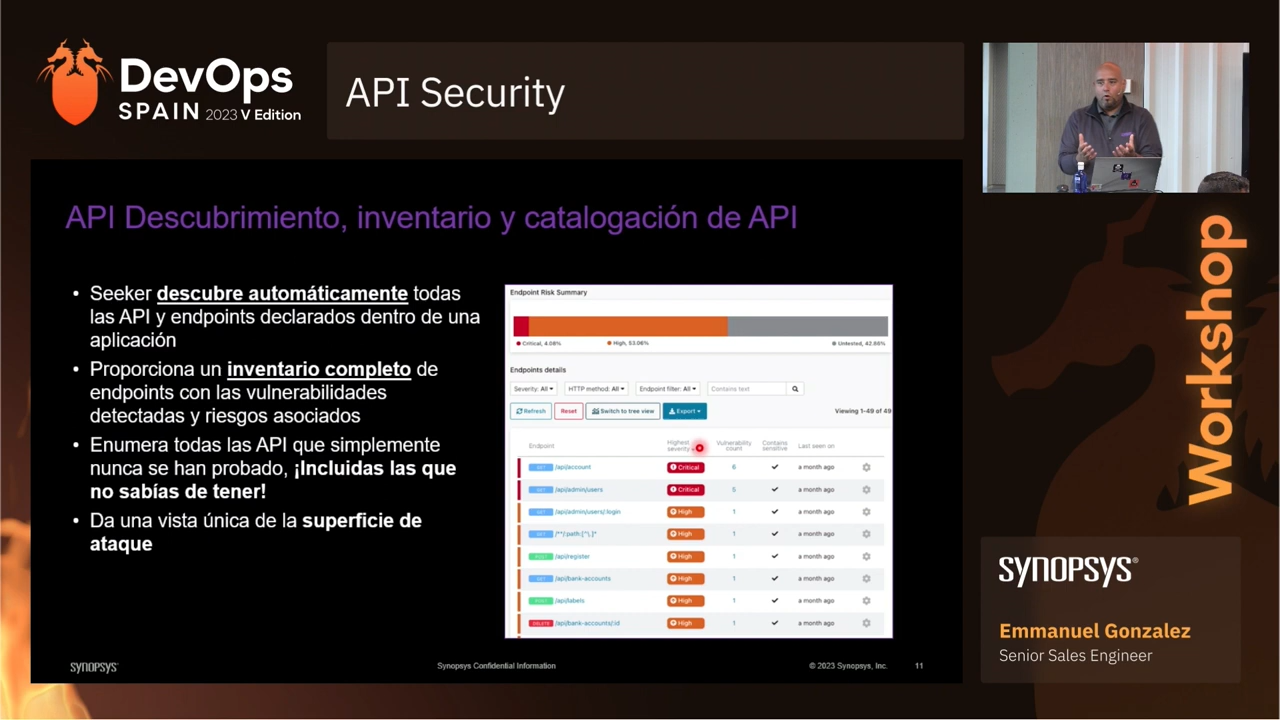 DevOps
SPAIN 2023 V Edition
API Security
API Descubrimiento, inventario y catalogación de API
• Seeker descubre automáticamente todas
las API y endpoints declarados dentro de una
aplicación
• Proporciona un inventario completo de
endpoints con las vulnerabilidades
detectadas y riesgos asociados
• Enumera todas las API que simplemente
nunca se han probado, ¡Incluidas las que
no sabías de tener!
• Da una vista única de la superficie de
ataque
Endpoint Risk Summary
Critical, 4.08% High, 53.06% Untested, 42.86%
Endpoints details
Severity: All HTTP method: All Endpoint filter: All Contains text
Refresh Reset Switch to tree view Export Viewing 1-49 of 49
Endpoint Highest severity Vulnerability count Contains sensitive Last seen on
GET /api/account Critical 6 a month ago
GET /api/admin/users Critical 5 a month ago
GET /api/admin/users/:login High 1 a month ago
GET High 1 a month ago
POST /api/register High 1 a month ago
GET /api/bank-accounts High 1 a month ago
POST /api/labels High 1 a month ago
DELETE /api/bank-accounts/:id High 1 a month ago
SYNOPSYS
Synopsys Confidential Information
© 2023 Synopsys, Inc.
11
Workshop
SYNOPSYS®
Emmanuel Gonzalez
Senior Sales Engineer